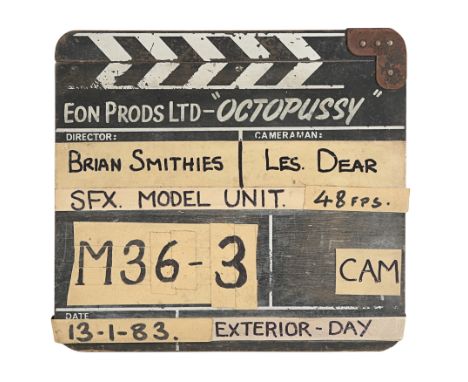 EON PRODS LTD - "OCTOPUSSY"
DIRECTOR: CAMERAMAN:
BRIAN SMITHIES LES. DEAR
SFX. MODEL UNIT. 48 FPS.
M36-3
CAM
DATE
13-1-83. EXTERIOR-DAY